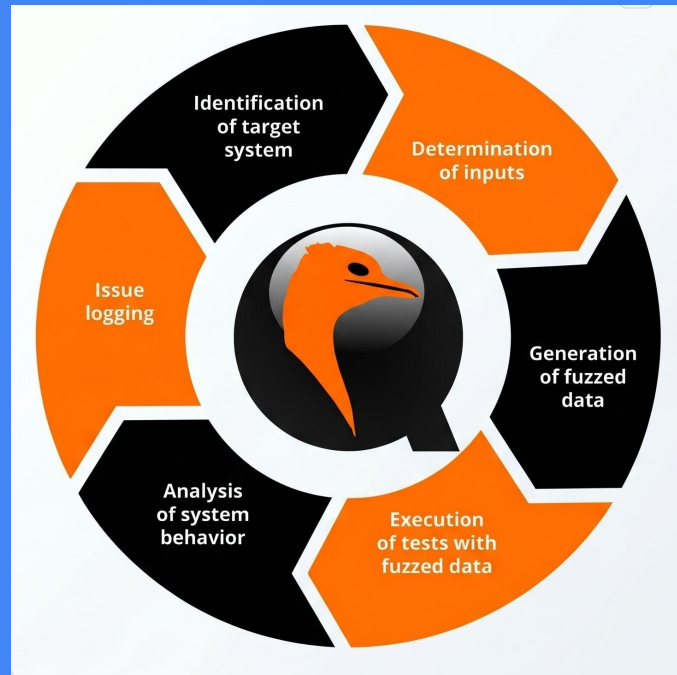 Identification
of target
system
Determination
of inputs
Generation
of fuzzed
data
Execution
of tests with
fuzzed data
Analysis
of system
behavior
Issue
logging